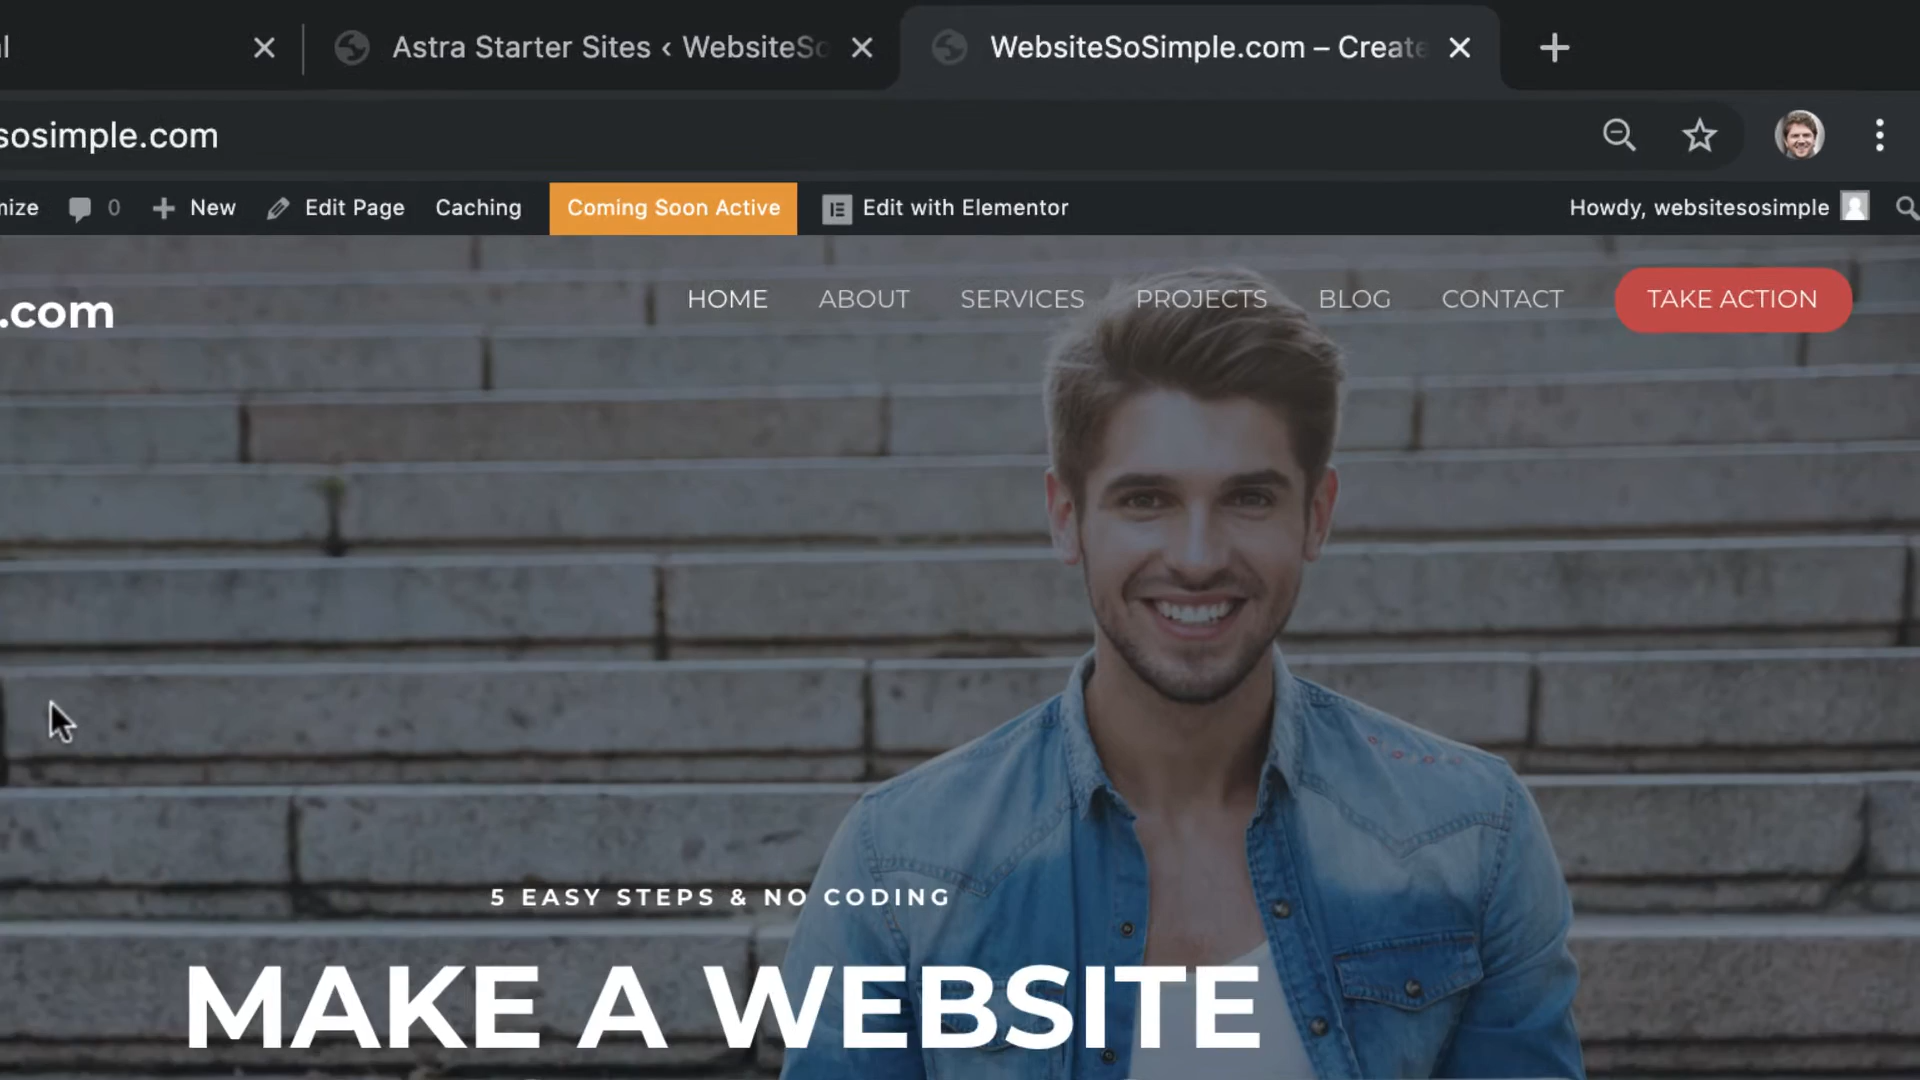 Astra Starter Sites ‹ WebsiteSo
WebsiteSoSimple.com – Create
sosimple.com
mize
0
New
Edit Page
Caching
Coming Soon Active
Edit with Elementor
Howdy, websitesosimple
.com
HOME
ABOUT
SERVICES
PROJECTS
BLOG
CONTACT
TAKE ACTION
5 EASY STEPS & NO CODING
MAKE A WEBSITE